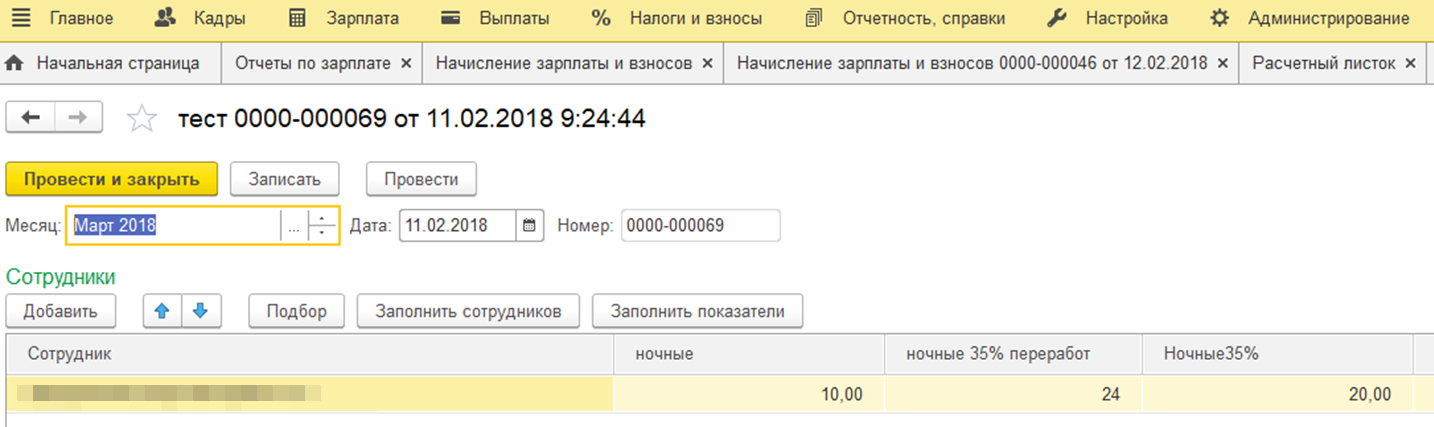 Главное Кадры Зарплата Выплаты % Налоги и взносы Отчетность, справки Настройка Администрирование
Начальная страница Отчеты по зарплате × Начисление зарплаты и взносов × Начисление зарплаты и взносов 0000-000046 от 12.02.2018 × Расчетный листок ×
тест 0000-000069 от 11.02.2018 9:24:44
Провести и закрыть Записать Провести
Месяц: Март 2018 ... Дата: 11.02.2018 Номер: 0000-000069
Сотрудники
Добавить Подбор Заполнить сотрудников Заполнить показатели
Сотрудник ночные ночные 35% переработ Ночные35%
10,00 24 20,00